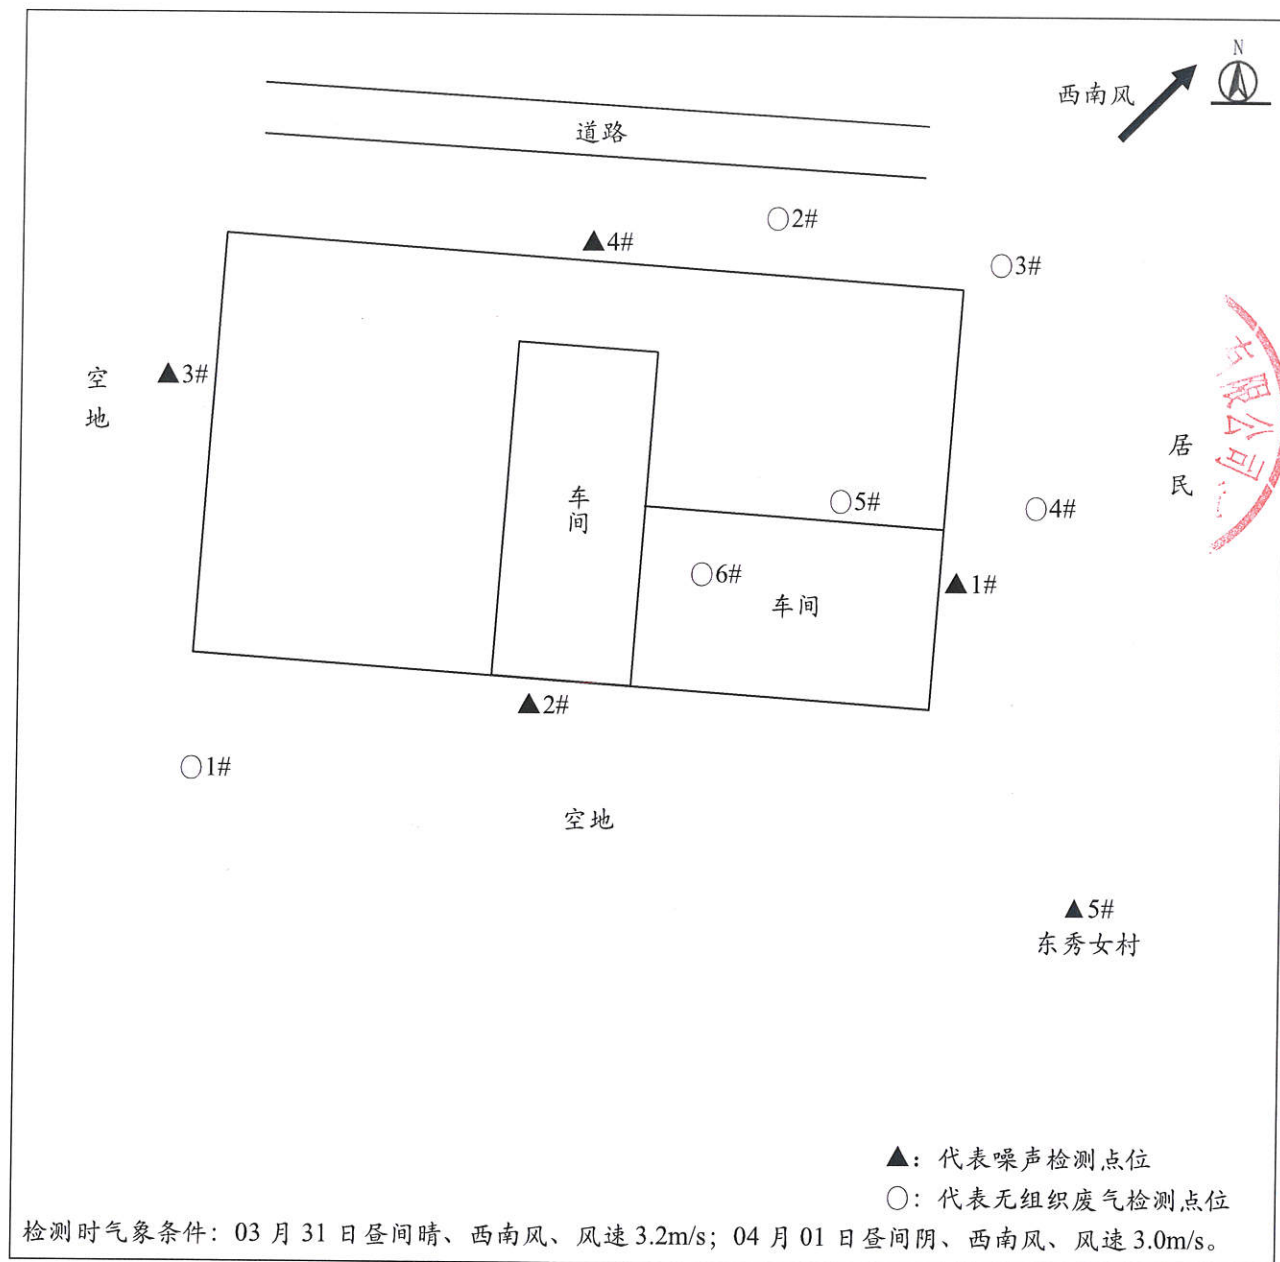 N
西南风
道路
○2#
▲4#
○3#
空地
▲3#
居民
有限公司
车间
○5#
○4#
○6#
车间
▲1#
▲2#
○1#
空地
▲5#
东秀女村
▲：代表噪声检测点位
○：代表无组织废气检测点位
检测时气象条件：03 月 31 日昼间晴、西南风、风速 3.2m/s；04 月 01 日昼间阴、西南风、风速 3.0m/s。